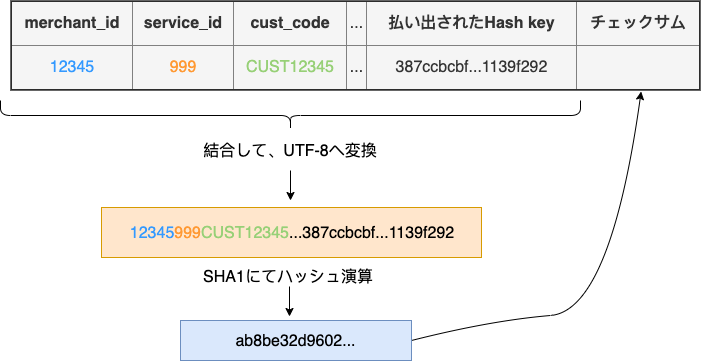 merchant_id service_id cust_code ... 払い出されたHash key チェックサム
12345 999 CUST12345 ... 387ccbcbf...1139f292
結合して、UTF-8へ変換
12345999CUST12345...387ccbcbf...1139f292
SHA1にてハッシュ演算
ab8be32d9602...